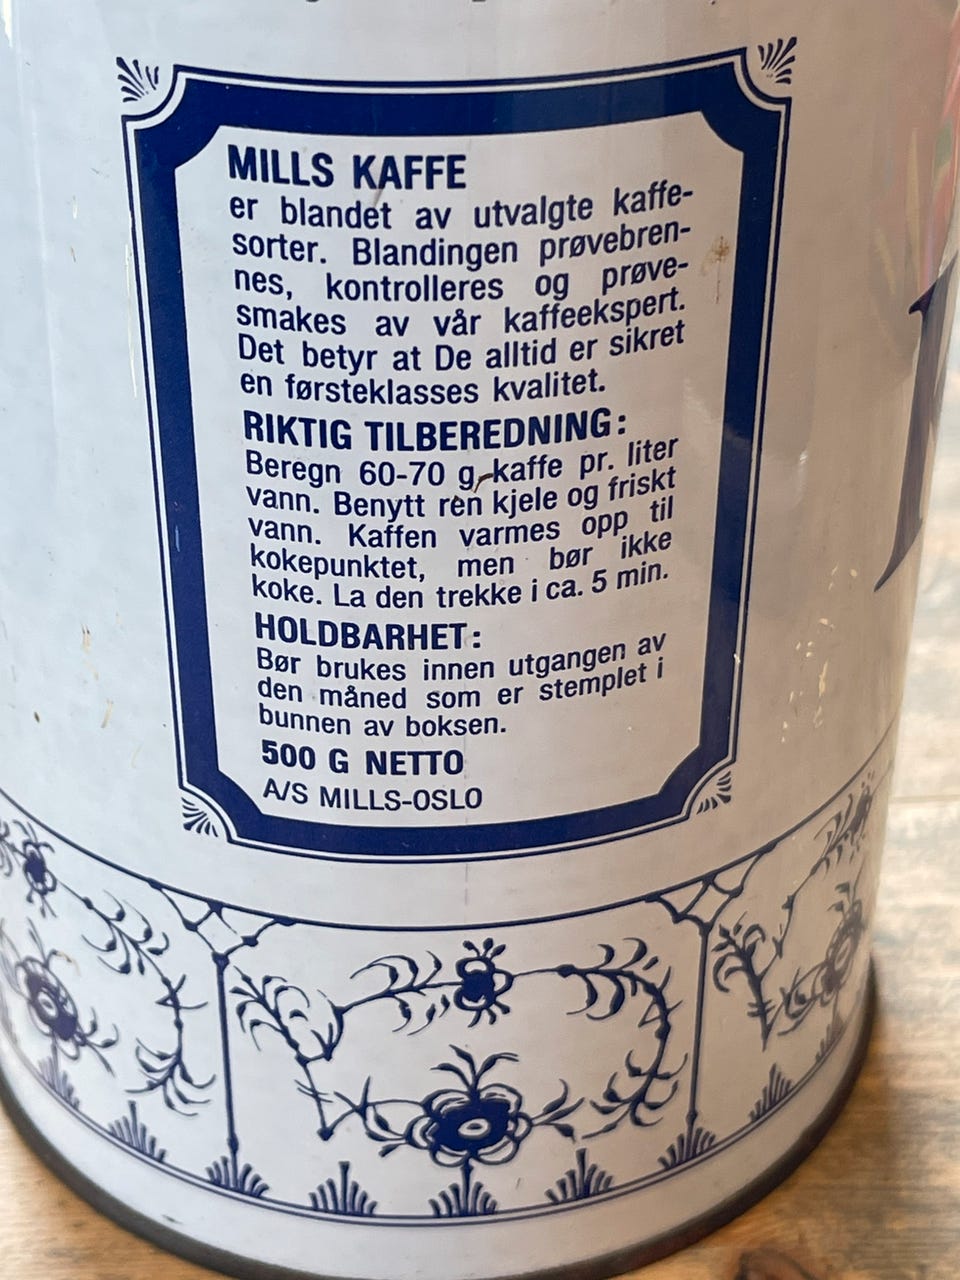 MILLS KAFFE
er blandet av utvalgte kaffe-
sorter. Blandingen prøvebren-
nes, kontrolleres og prøve-
smakes av vår kaffeekspert.
Det betyr at De alltid er sikret
en førsteklasses kvalitet.
RIKTIG TILBEREDNING:
Beregn 60-70 g kaffe pr. liter
vann. Benytt ren kjele og friskt
vann. Kaffen varmes opp til
kokepunktet, men bør ikke
koke. La den trekke i ca. 5 min.
HOLDBARHET:
Bør brukes innen utgangen av
den måned som er stemplet i
bunnen av boksen.
500 G NETTO
A/S MILLS-OSLO